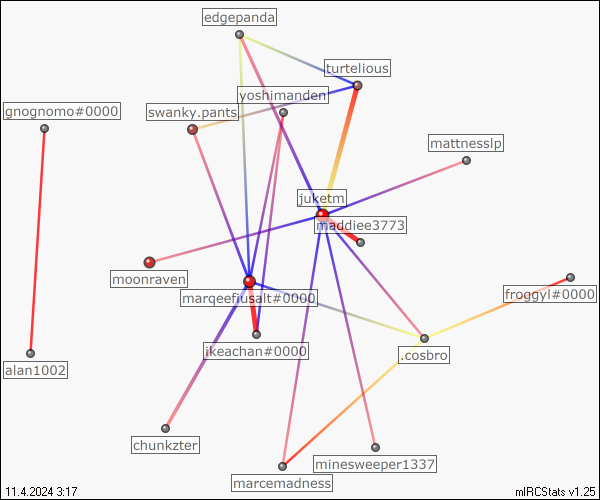 edgepanda
turtelious
yoshimanden
gnognomo#0000
swanky.pants
mattnesslp
juketm
maddiee3773
moonraven
marqeefiusalt#0000
froggyl#0000
ikeachan#0000
.cosbro
alan1002
chunkzter
minesweeper1337
marcemadness
11.4.2024 3:17
mIRCStats v1.25